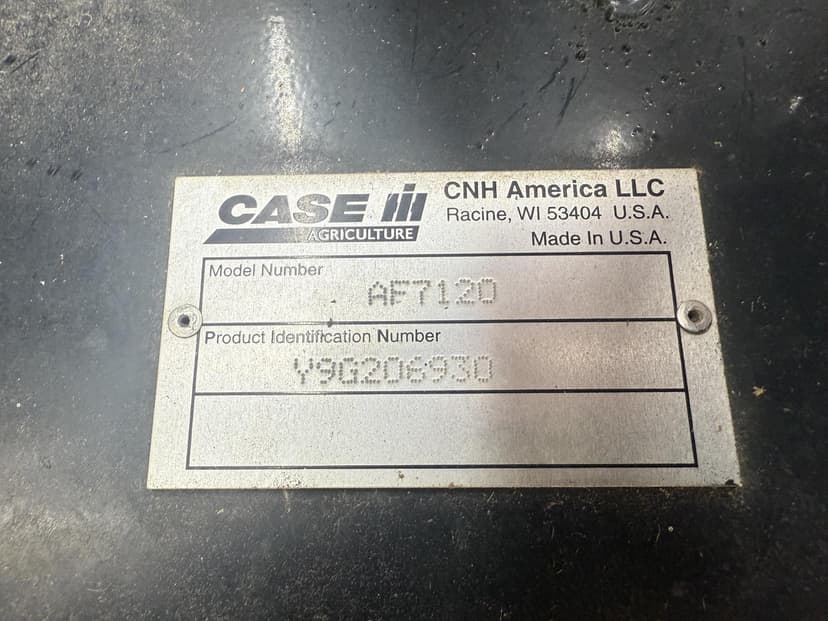 CASE IH
AGRICULTURE
CNH America LLC
Racine, WI 53404 U.S.A.
Made In U.S.A.
Model Number
AF7120
Product Identification Number
Y9G206930